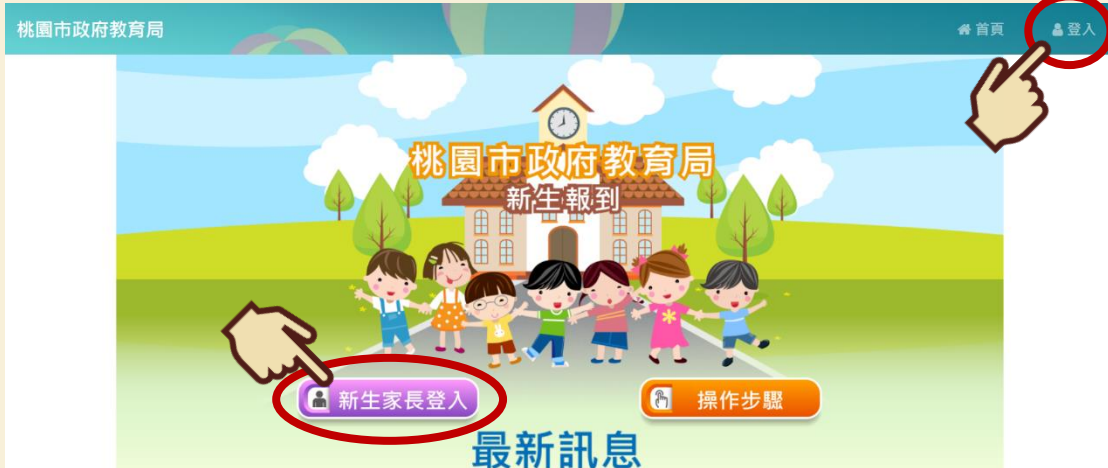 桃園市政府教育局
首頁
登入
桃園市政府教育局
新生報到
新生家長登入
操作步驟
最新訊息